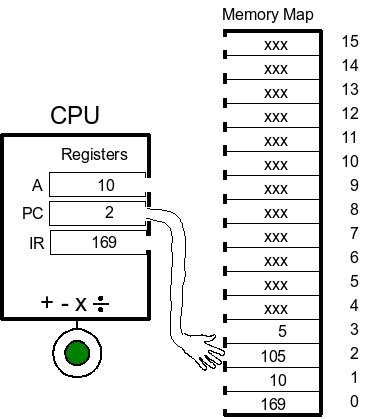 Memory Map
xxx 15
xxx 14
xxx 13
xxx 12
xxx 11
xxx 10
xxx 9
xxx 8
xxx 7
xxx 6
xxx 5
xxx 4
5 3
105 2
10 1
169 0
CPU
Registers
A 10
PC 2
IR 169
+ - x ÷